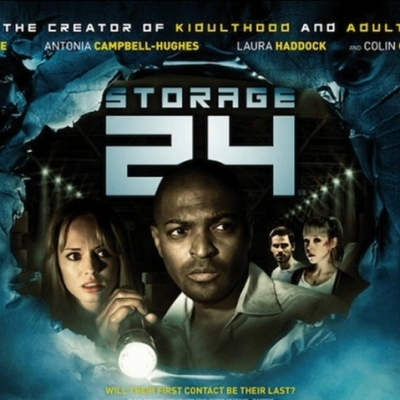 THE CREATOR OF KIDULTHOOD AND ADULT
E ANTONIA CAMPBELL-HUGHES LAURA HADDOCK AND COLIN
STORAGE
24
WILL THEIR FIRST CONTACT BE THEIR LAST?